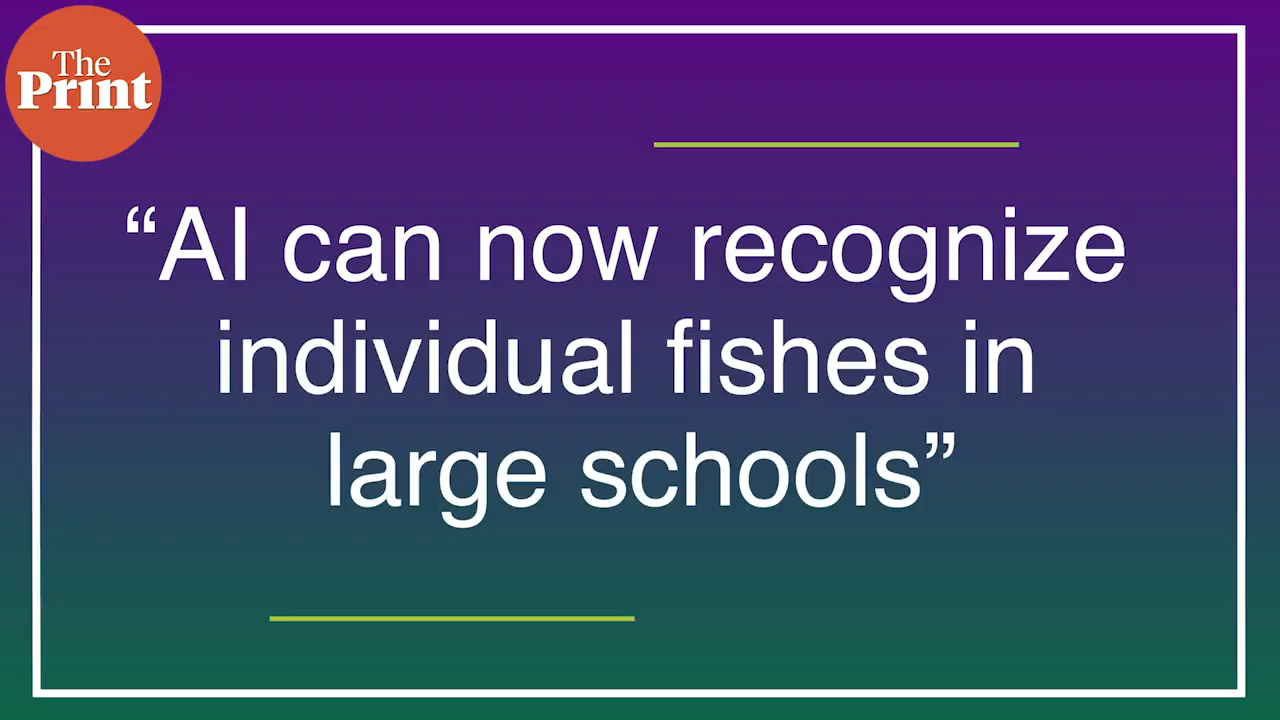 The
Print
“AI can now recognize
individual fishes in
large schools”